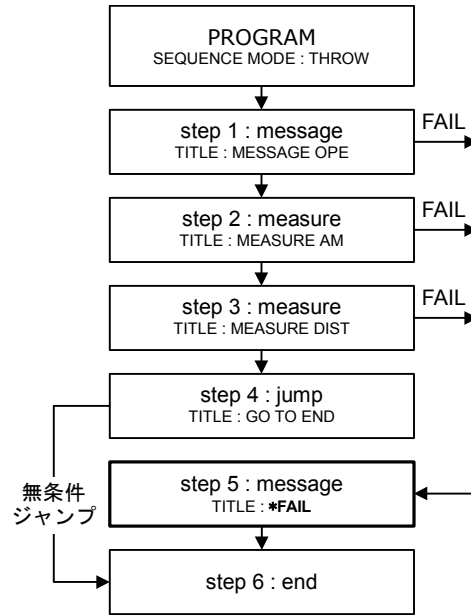 PROGRAM
SEQUENCE MODE : THROW
step 1 : message
TITLE : MESSAGE OPE
FAIL
step 2 : measure
TITLE : MEASURE AM
FAIL
step 3 : measure
TITLE : MEASURE DIST
FAIL
step 4 : jump
TITLE : GO TO END
無条件
ジャンプ
step 5 : message
TITLE : *FAIL
step 6 : end